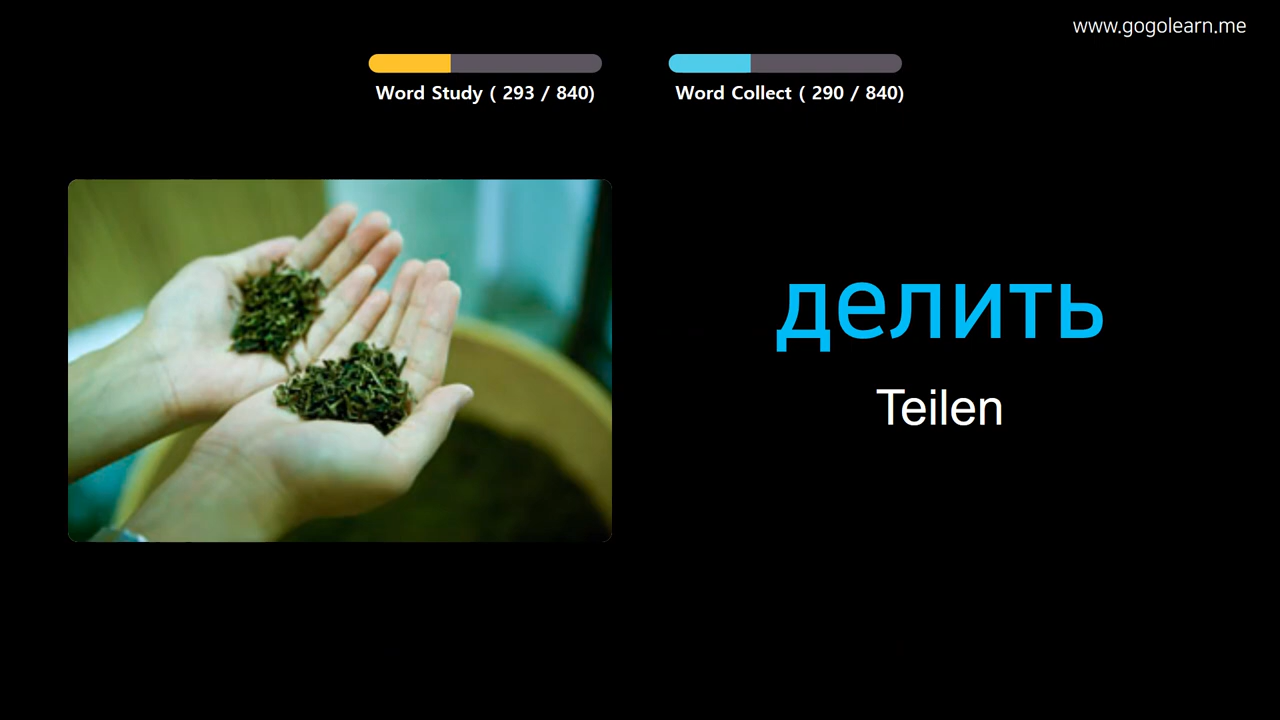 www.gogolearn.me
Word Study ( 293 / 840)
Word Collect ( 290 / 840)
делить
Teilen